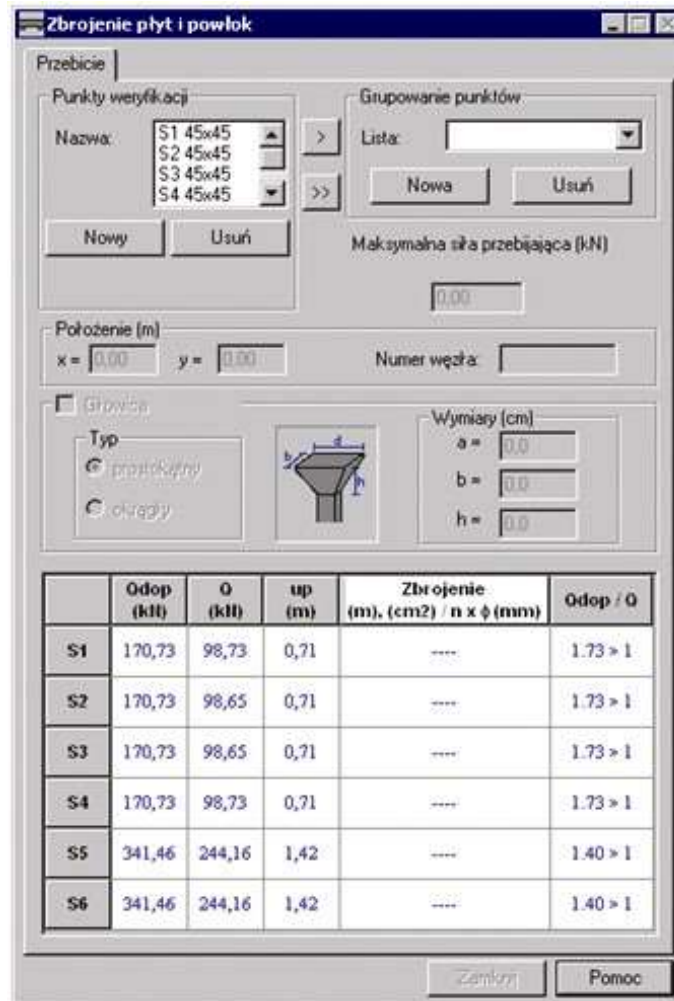 Zbrojenie płyt i powłok
Przebicie
Punkty weryfikacji
Nazwa:
S1 45x45
S2 45x45
S3 45x45
S4 45x45
>
>>
Nowy Usuń
Grupowanie punktów
Lista:
Nowa Usuń
Maksymalna siła przebijająca (kN)
0,00
Położenie (m)
x = 0,00 y = 0,00 Numer węzła:
Głowica
Typ
prostokątny
okrągły
b d
h
Wymiary (cm)
a = 0,0
b = 0,0
h = 0,0
Qdop (kN) Q (kN) up (m) Zbrojenie (m), (cm2) / n x ϕ (mm) Qdop / Q
S1 170,73 98,73 0,71 ---- 1.73 > 1
S2 170,73 98,65 0,71 ---- 1.73 > 1
S3 170,73 98,65 0,71 ---- 1.73 > 1
S4 170,73 98,73 0,71 ---- 1.73 > 1
S5 341,46 244,16 1,42 ---- 1.40 > 1
S6 341,46 244,16 1,42 ---- 1.40 > 1
Zamknij Pomoc